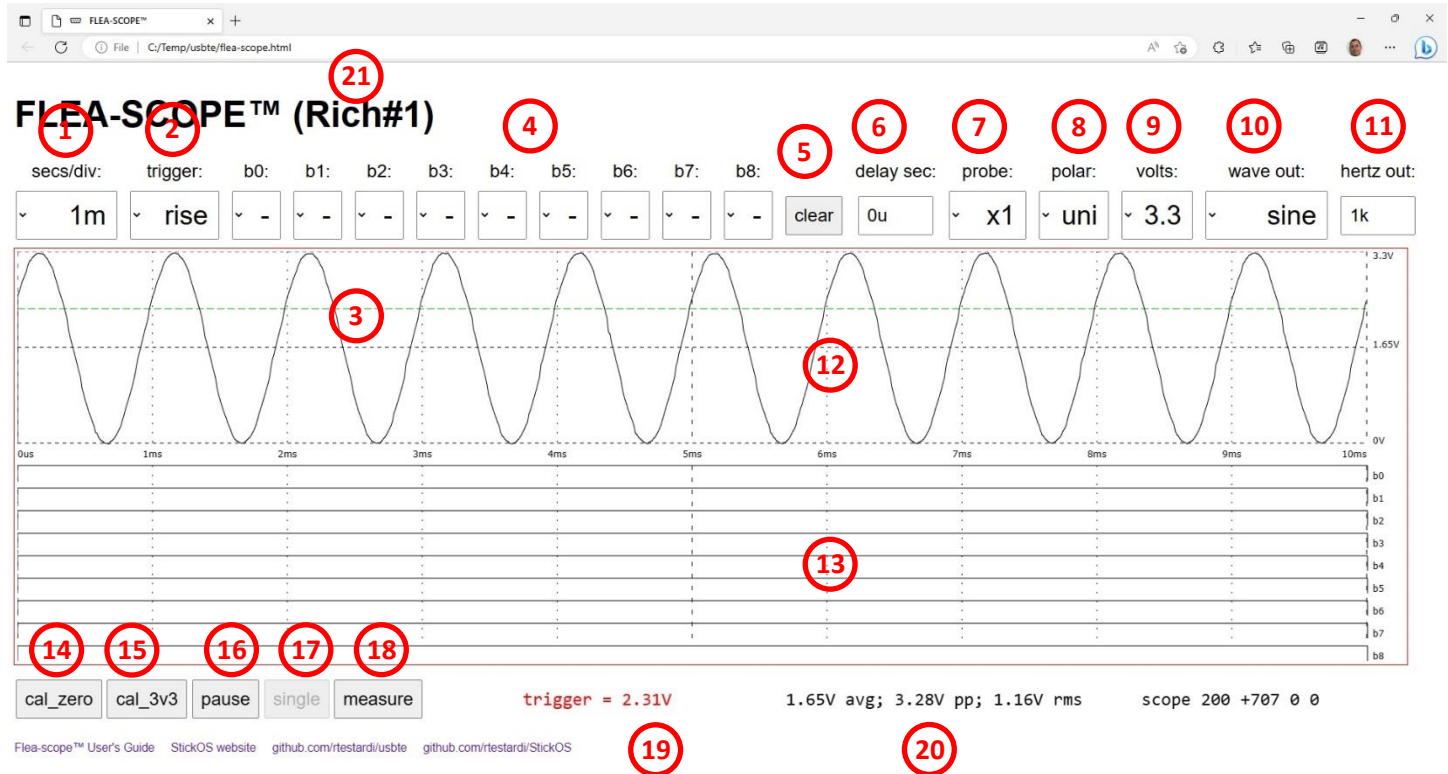 FLEA-SCOPE™
File | C:/Temp/usbte/flea-scope.html
21
FLEA-SCOPE™ (Rich#1)
1 2 4 5 6 7 8 9 10 11
secs/div: trigger: b0: b1: b2: b3: b4: b5: b6: b7: b8: delay sec: probe: polar: volts: wave out: hertz out:
1m rise - - - - - - - - - clear 0u x1 uni 3.3 sine 1k
3.3V
3
1.65V
12
0V
0us 1ms 2ms 3ms 4ms 5ms 6ms 7ms 8ms 9ms 10ms
b0
b1
b2
b3
13
b4
b5
b6
b7
14 15 16 17 18
b8
cal_zero cal_3v3 pause single measure trigger = 2.31V 1.65V avg; 3.28V pp; 1.16V rms scope 200 +707 0 0
Flea-scope™ User's Guide StickOS website github.com/rtestardi/usbte github.com/rtestardi/StickOS
19 20